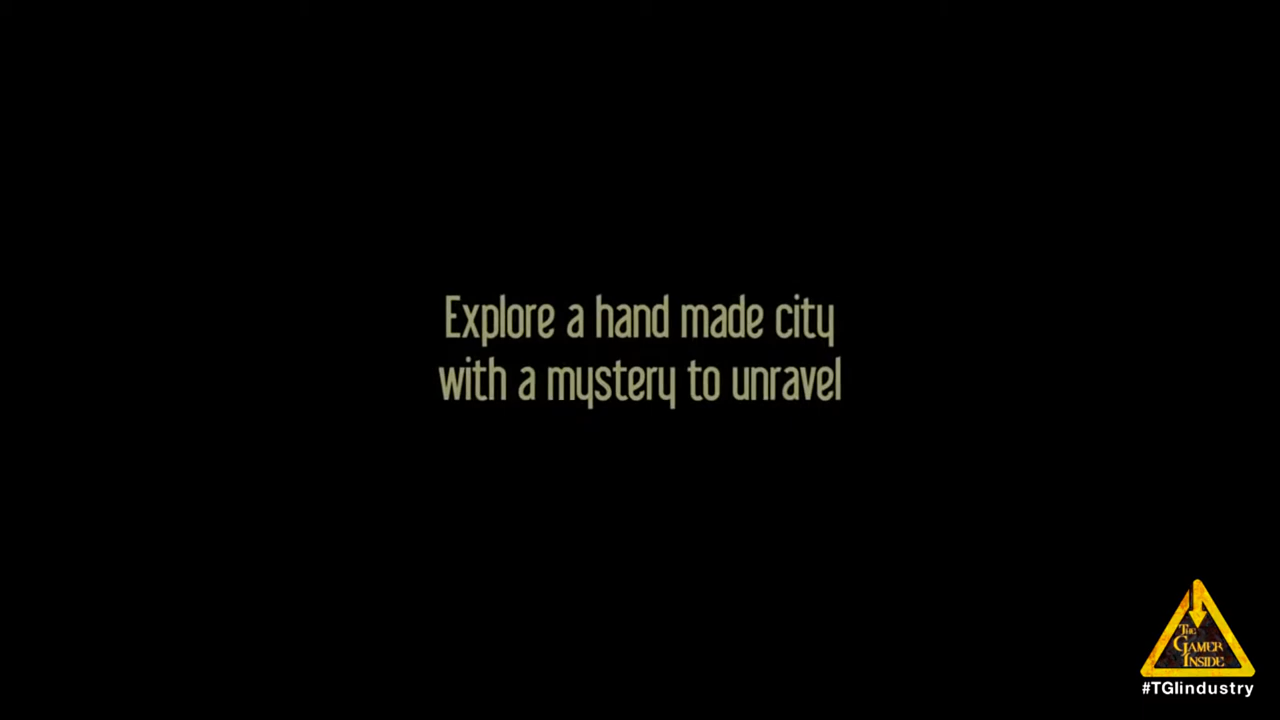 Explore a hand made city
with a mystery to unravel
THE
GAMER
INSIDE
#TGIindustry